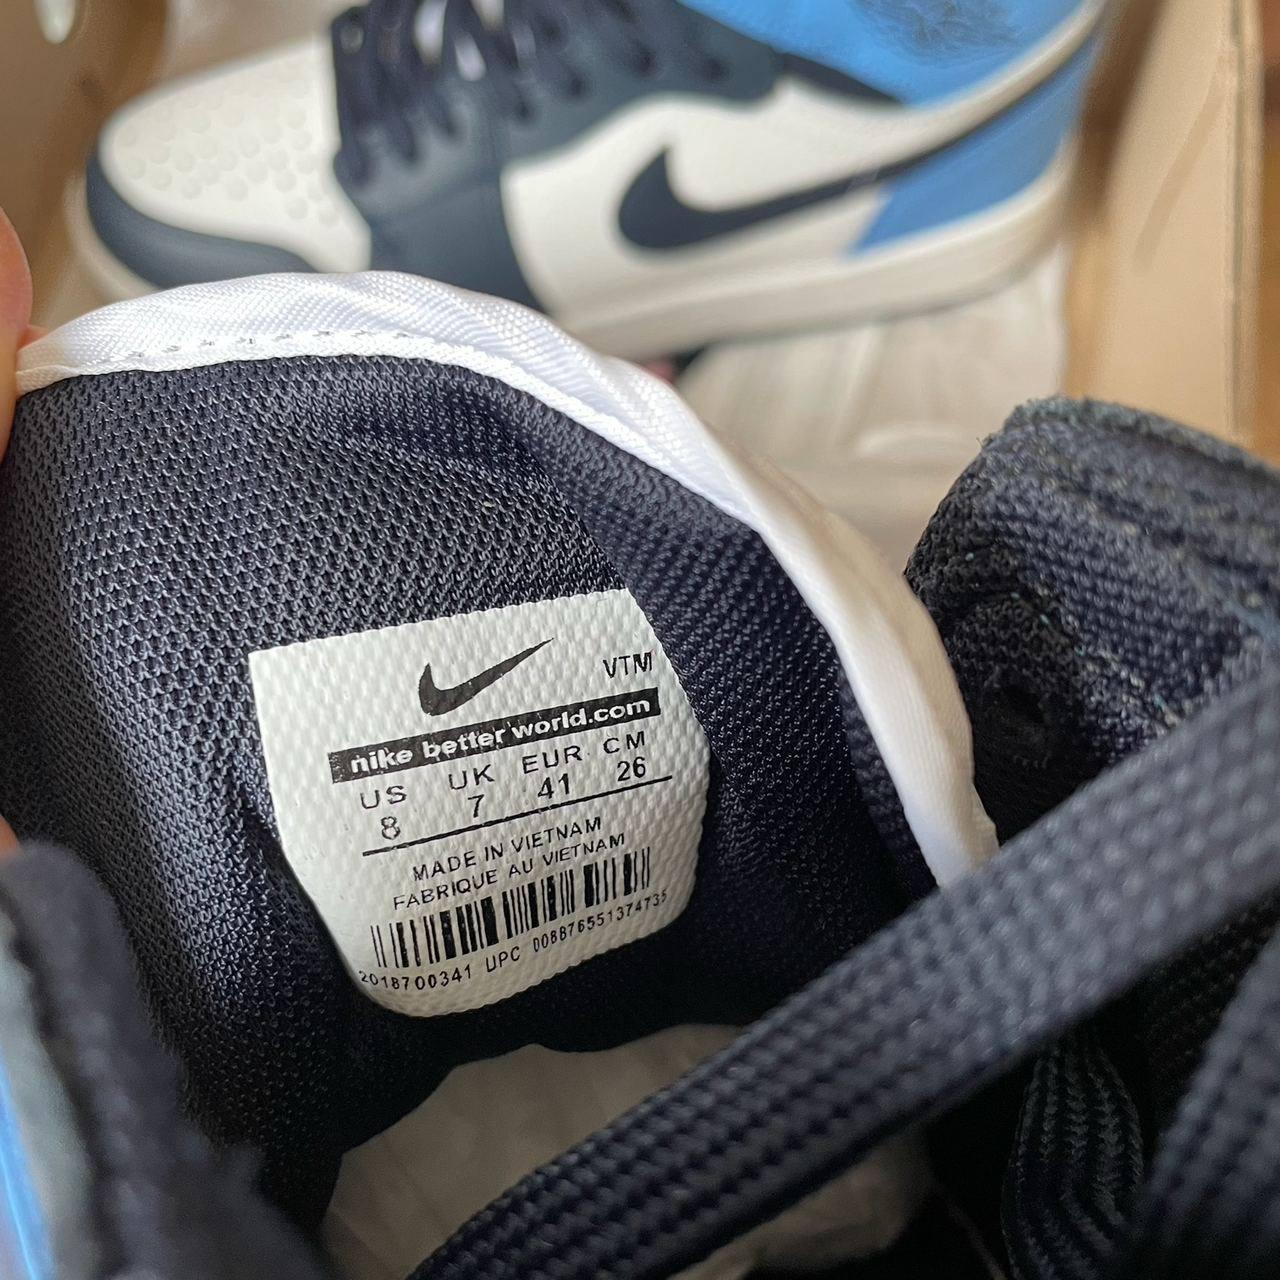 VTM
nike better world.com
US UK EUR CM
8 7 41 26
MADE IN VIETNAM
FABRIQUE AU VIETNAM
2018700341 UPC 008876551374735